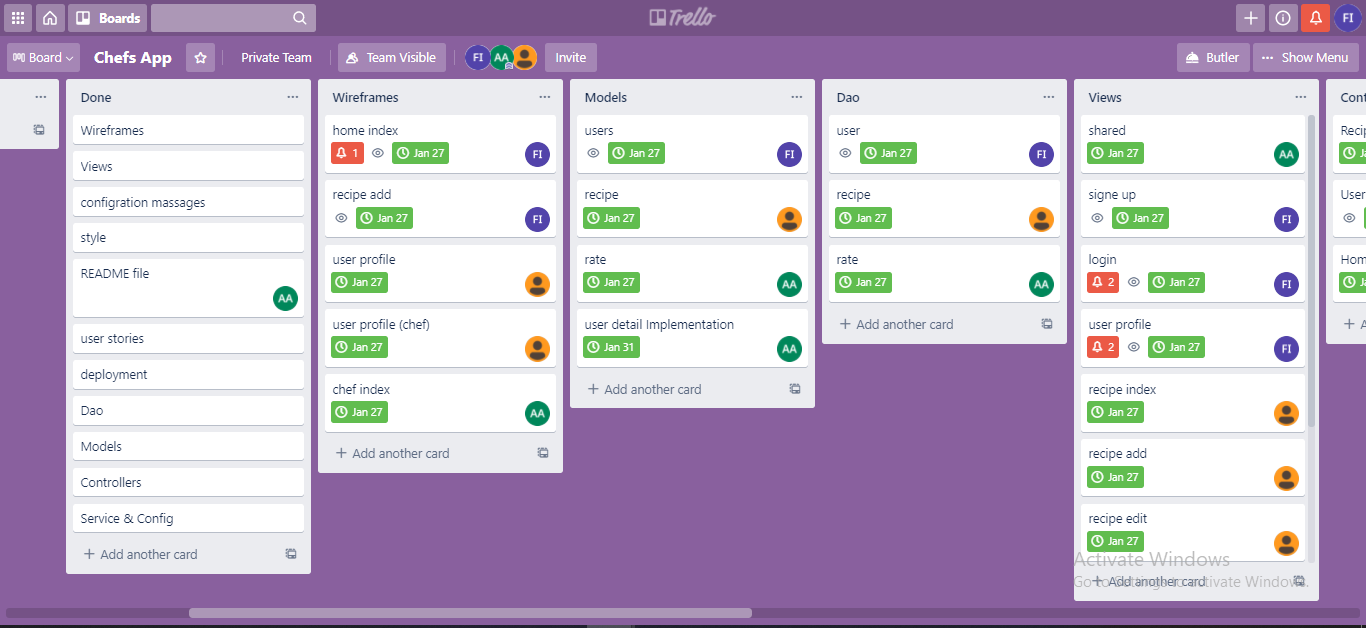 Boards
Trello
FI
Board
Chefs App
Private Team
Team Visible
FI
AA
Invite
Butler
Show Menu
Done
Wireframes
Views
configration massages
style
README file
AA
user stories
deployment
Dao
Models
Controllers
Service & Config
Add another card
Wireframes
home index
1
Jan 27
FI
recipe add
Jan 27
FI
user profile
Jan 27
user profile (chef)
Jan 27
chef index
Jan 27
AA
Add another card
Models
users
Jan 27
FI
recipe
Jan 27
rate
Jan 27
AA
user detail Implementation
Jan 31
AA
Add another card
Dao
user
Jan 27
FI
recipe
Jan 27
rate
Jan 27
AA
Add another card
Views
shared
Jan 27
AA
signe up
Jan 27
FI
login
2
Jan 27
FI
user profile
2
Jan 27
FI
recipe index
Jan 27
recipe add
Jan 27
recipe edit
Jan 27
Add another card
Cont
Recip
User
Hom
Activate Windows
Go to Settings to activate Windows.